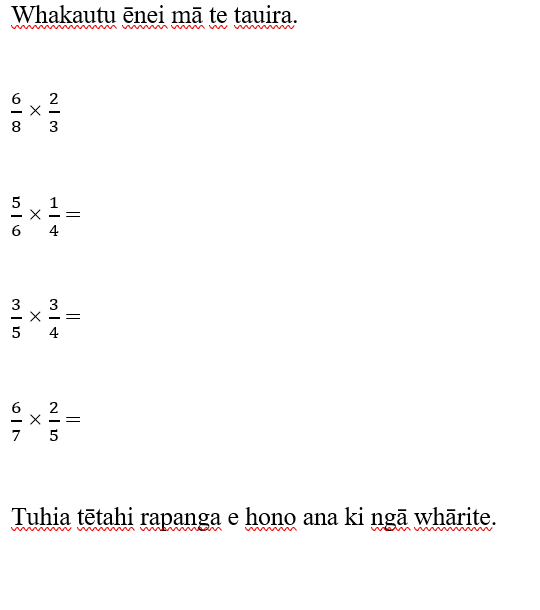 Whakautu ēnei mā te tauira.
6/8 × 2/3
5/6 × 1/4 =
3/5 × 3/4 =
6/7 × 2/5 =
Tuhia tētahi rapanga e hono ana ki ngā whārite.